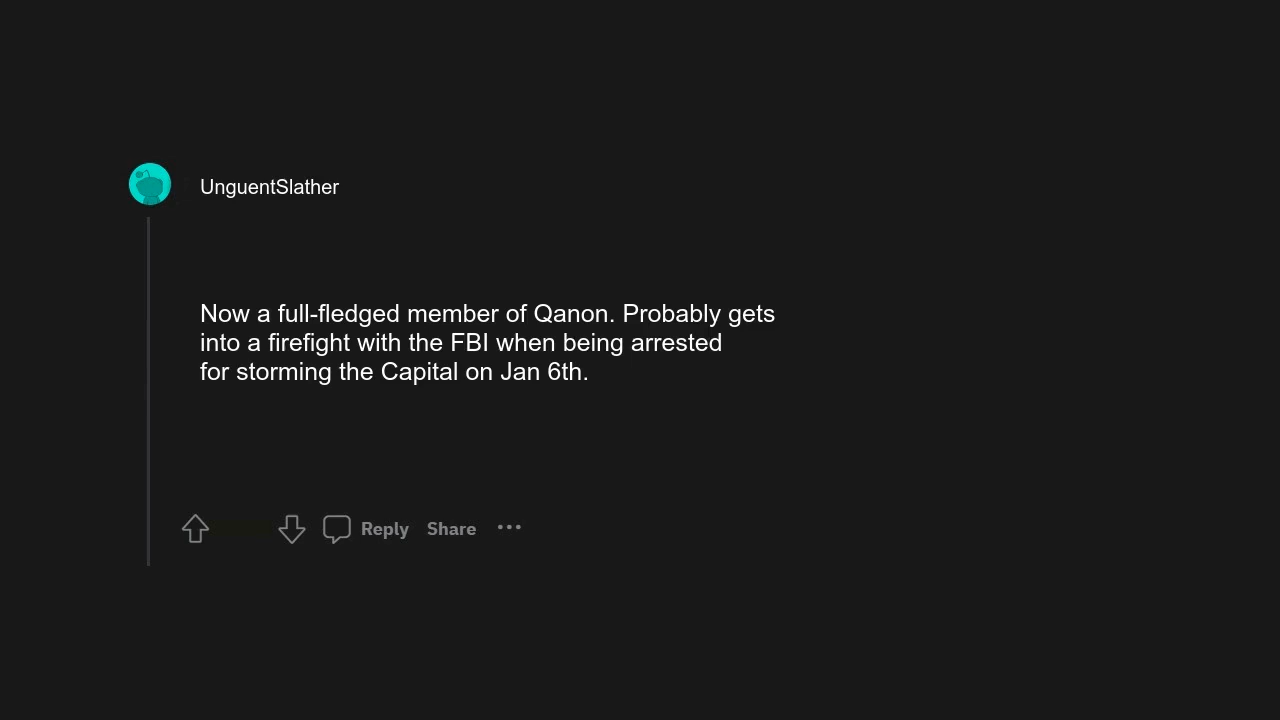 UnguentSlather
Now a full-fledged member of Qanon. Probably gets
into a firefight with the FBI when being arrested
for storming the Capital on Jan 6th.
Reply Share